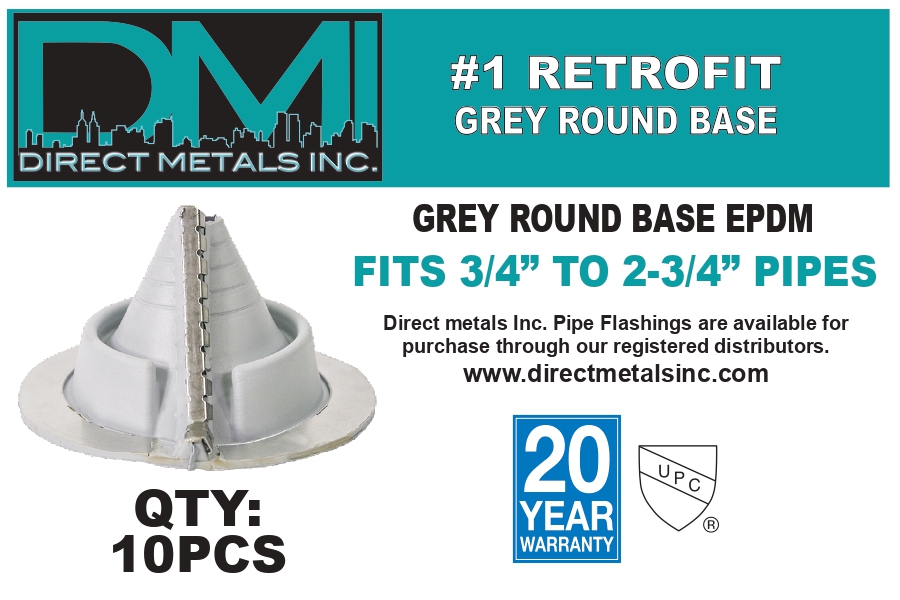 DMI
DIRECT METALS INC.
#1 RETROFIT
GREY ROUND BASE
GREY ROUND BASE EPDM
FITS 3/4” TO 2-3/4” PIPES
Direct metals Inc. Pipe Flashings are available for
purchase through our registered distributors.
www.directmetalsinc.com
QTY:
10PCS
20
YEAR
WARRANTY
UPC
®